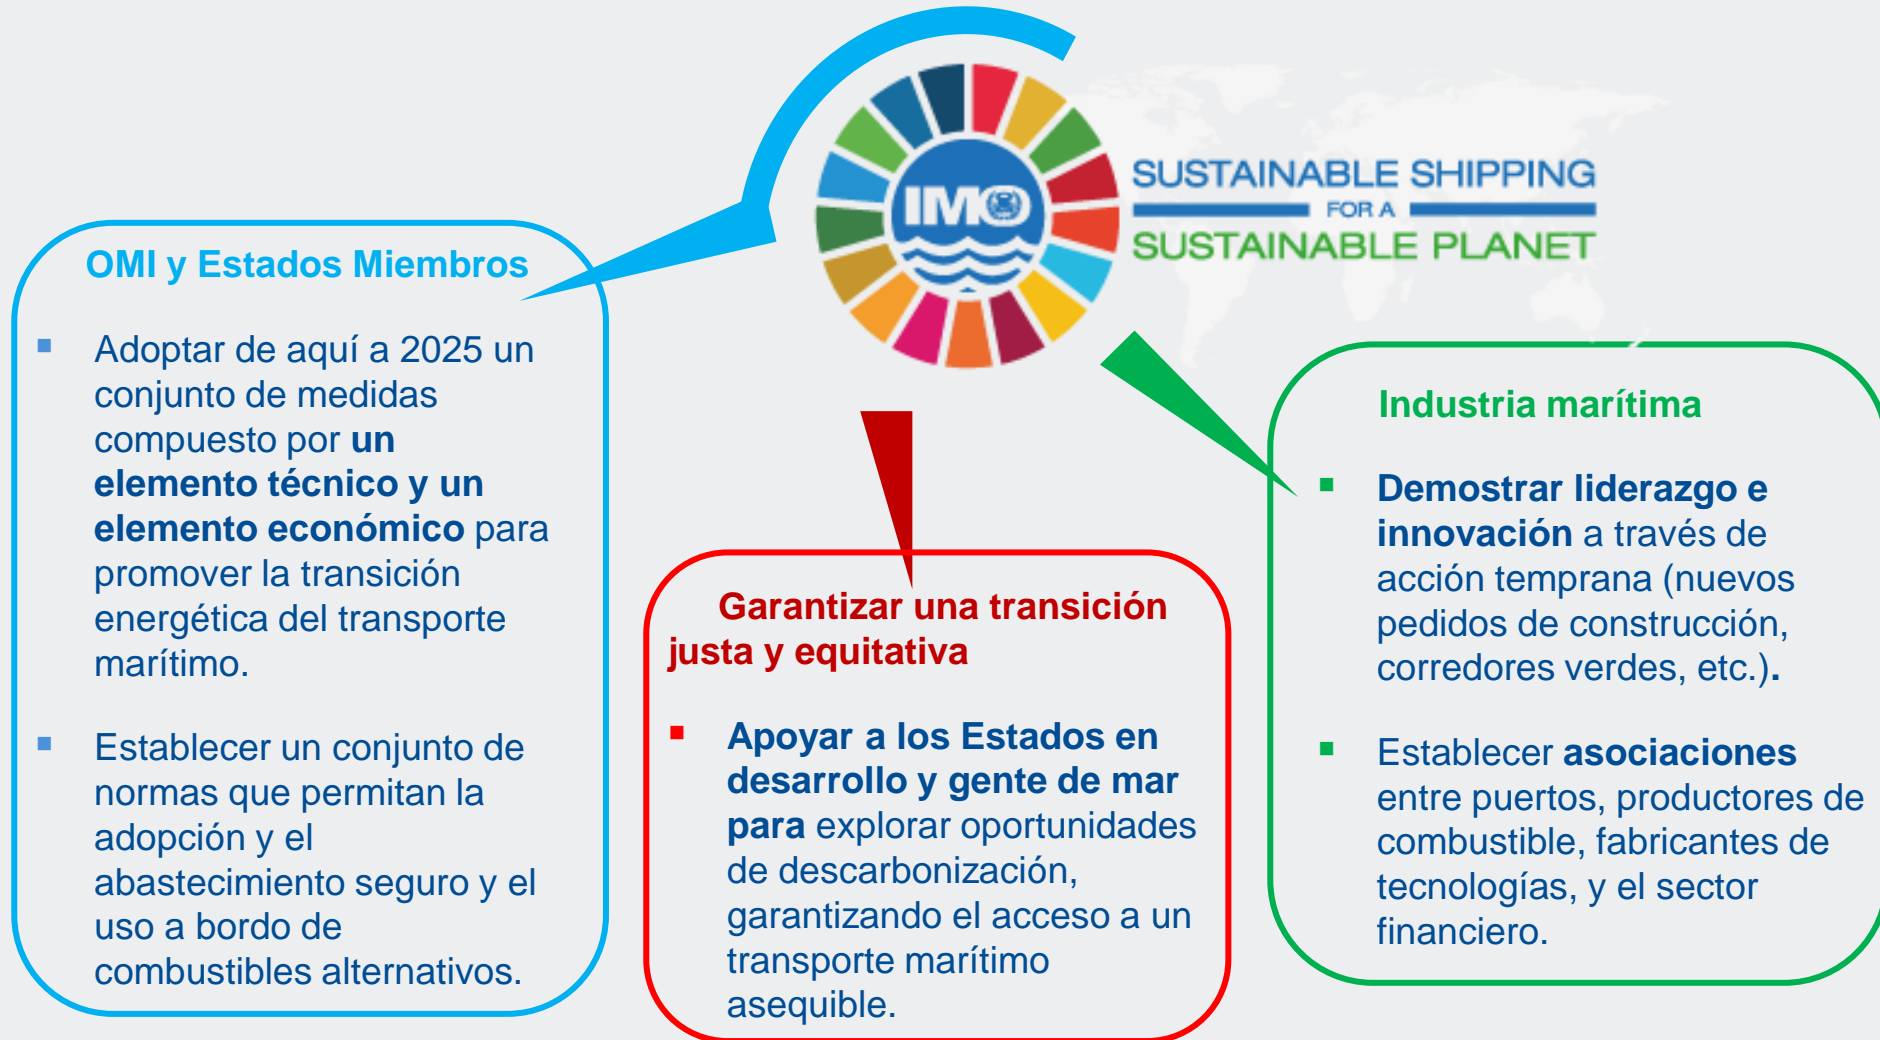 IMO
SUSTAINABLE SHIPPING
FOR A
SUSTAINABLE PLANET
OMI y Estados Miembros
▪ Adoptar de aquí a 2025 un
conjunto de medidas
compuesto por un
elemento técnico y un
elemento económico para
promover la transición
energética del transporte
marítimo.
▪ Establecer un conjunto de
normas que permitan la
adopción y el
abastecimiento seguro y el
uso a bordo de
combustibles alternativos.
Garantizar una transición
justa y equitativa
▪ Apoyar a los Estados en
desarrollo y gente de mar
para explorar oportunidades
de descarbonización,
garantizando el acceso a un
transporte marítimo
asequible.
Industria marítima
▪ Demostrar liderazgo e
innovación a través de
acción temprana (nuevos
pedidos de construcción,
corredores verdes, etc.).
▪ Establecer asociaciones
entre puertos, productores de
combustible, fabricantes de
tecnologías, y el sector
financiero.